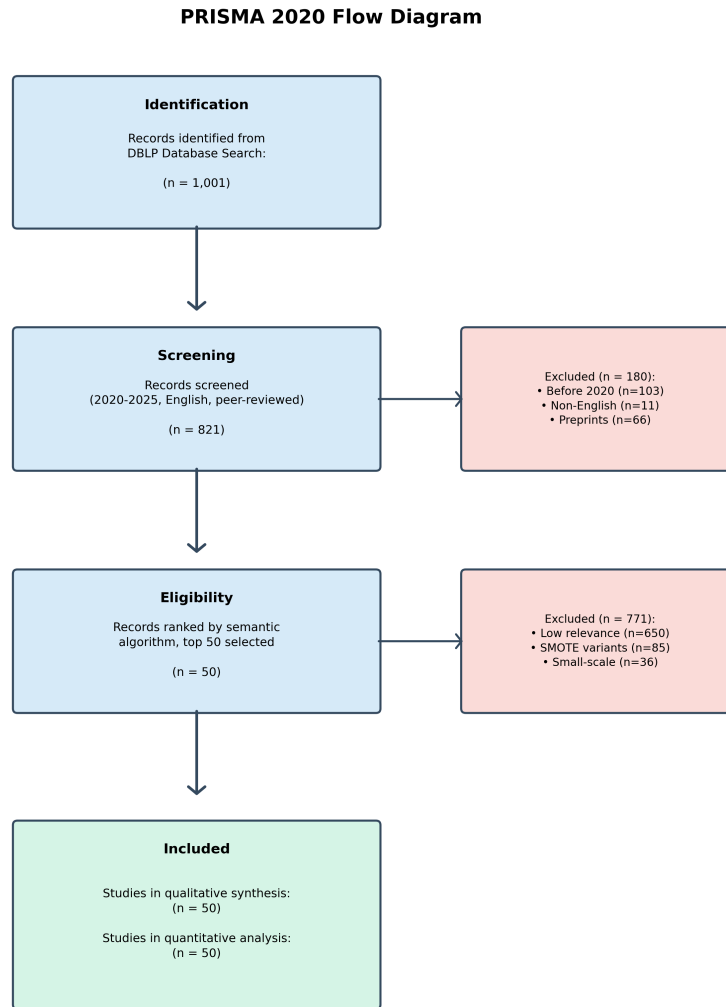 PRISMA 2020 Flow Diagram
Identification
Records identified from
DBLP Database Search:
(n = 1,001)
Screening
Records screened
(2020-2025, English, peer-reviewed)
(n = 821)
Excluded (n = 180):
• Before 2020 (n=103)
• Non-English (n=11)
• Preprints (n=66)
Eligibility
Records ranked by semantic
algorithm, top 50 selected
(n = 50)
Excluded (n = 771):
• Low relevance (n=650)
• SMOTE variants (n=85)
• Small-scale (n=36)
Included
Studies in qualitative synthesis:
(n = 50)
Studies in quantitative analysis:
(n = 50)